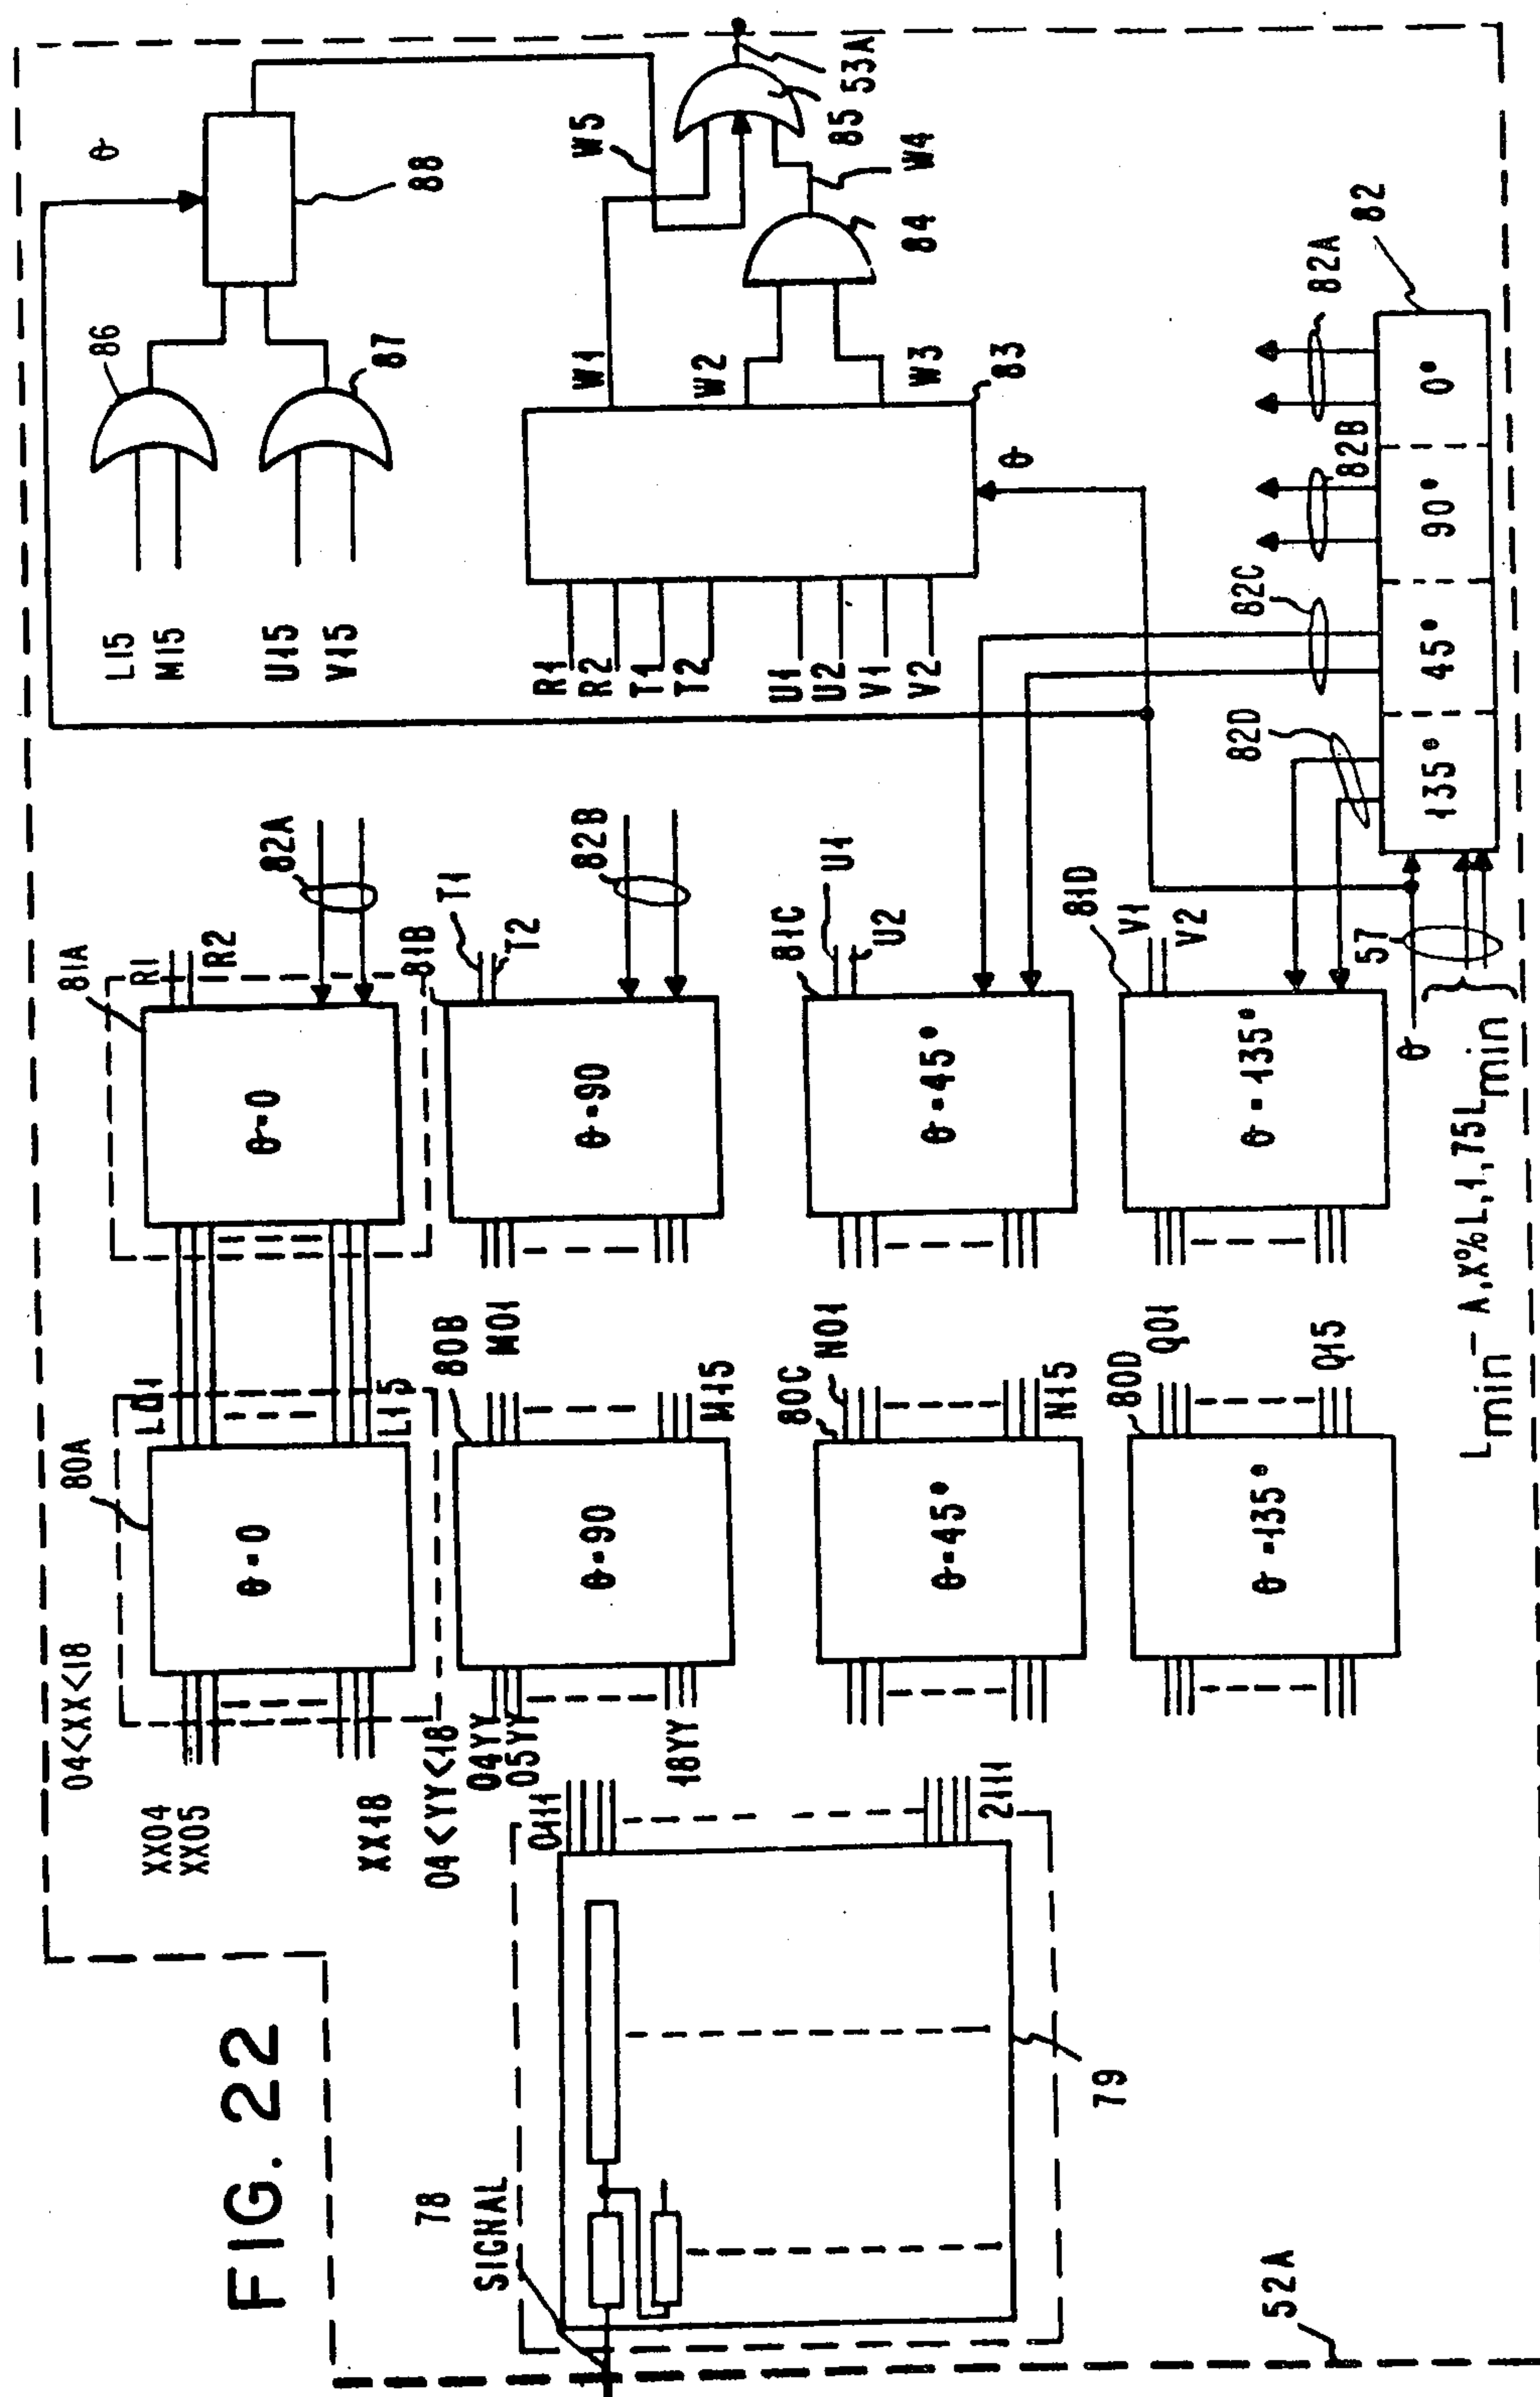 FIG. 22
52A
78
SIGNAL
79
0111
2111
04<XX<18
XX04
XX05
XX18
04<YY<18
04YY
05YY
18YY
80A
θ=0
L01
L15
80B
θ=90
M01
M15
80C
θ=45°
N01
N15
80D
θ=135°
Q01
Q15
81A
θ=0
R1
R2
82A
81B
θ=90
T1
T2
82B
81C
θ=45°
U1
U2
81D
θ=135°
V1
V2
θ
57
Lmin- A,X%L,1,75Lmin
82D
82C
82B
82A
82
135°
45°
90°
0°
L15
M15
U15
V15
86
87
θ
88
R1
R2
T1
T2
U1
U2
V1
V2
θ
83
W1
W2
W3
W5
84
W4
85
53A